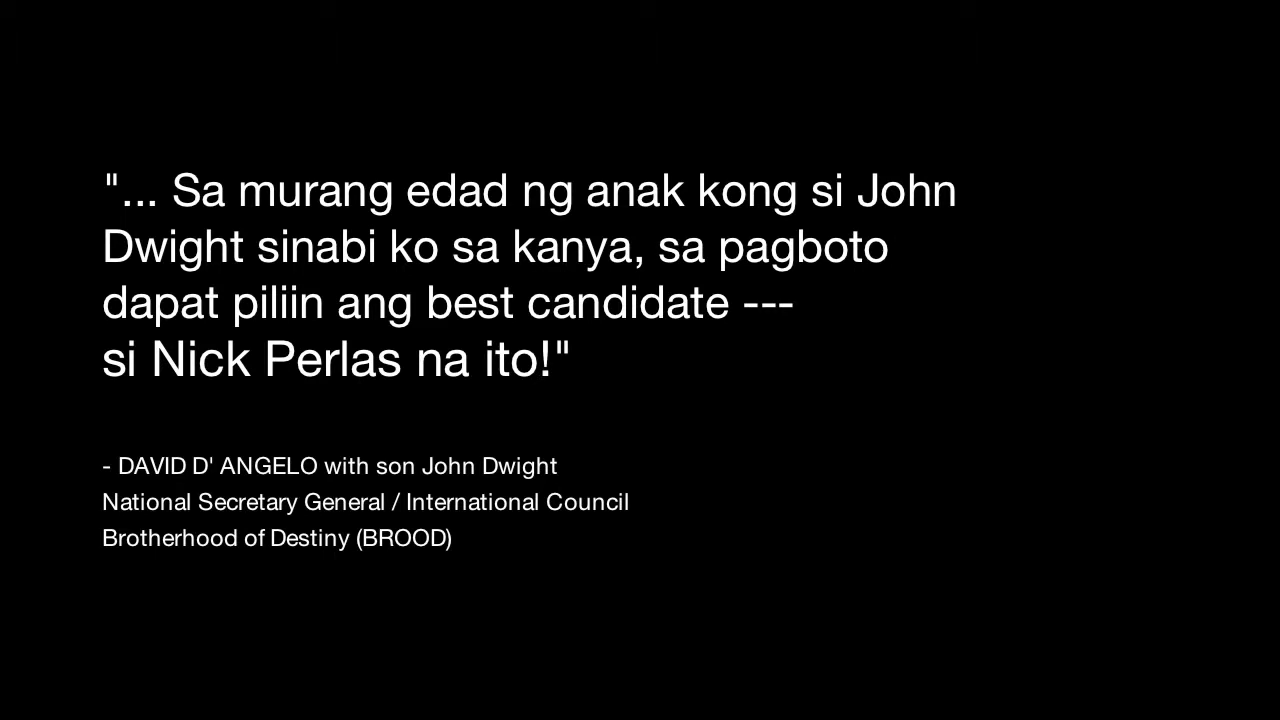 "... Sa murang edad ng anak kong si John
Dwight sinabi ko sa kanya, sa pagboto
dapat piliin ang best candidate ---
si Nick Perlas na ito!"
- DAVID D' ANGELO with son John Dwight
National Secretary General / International Council
Brotherhood of Destiny (BROOD)